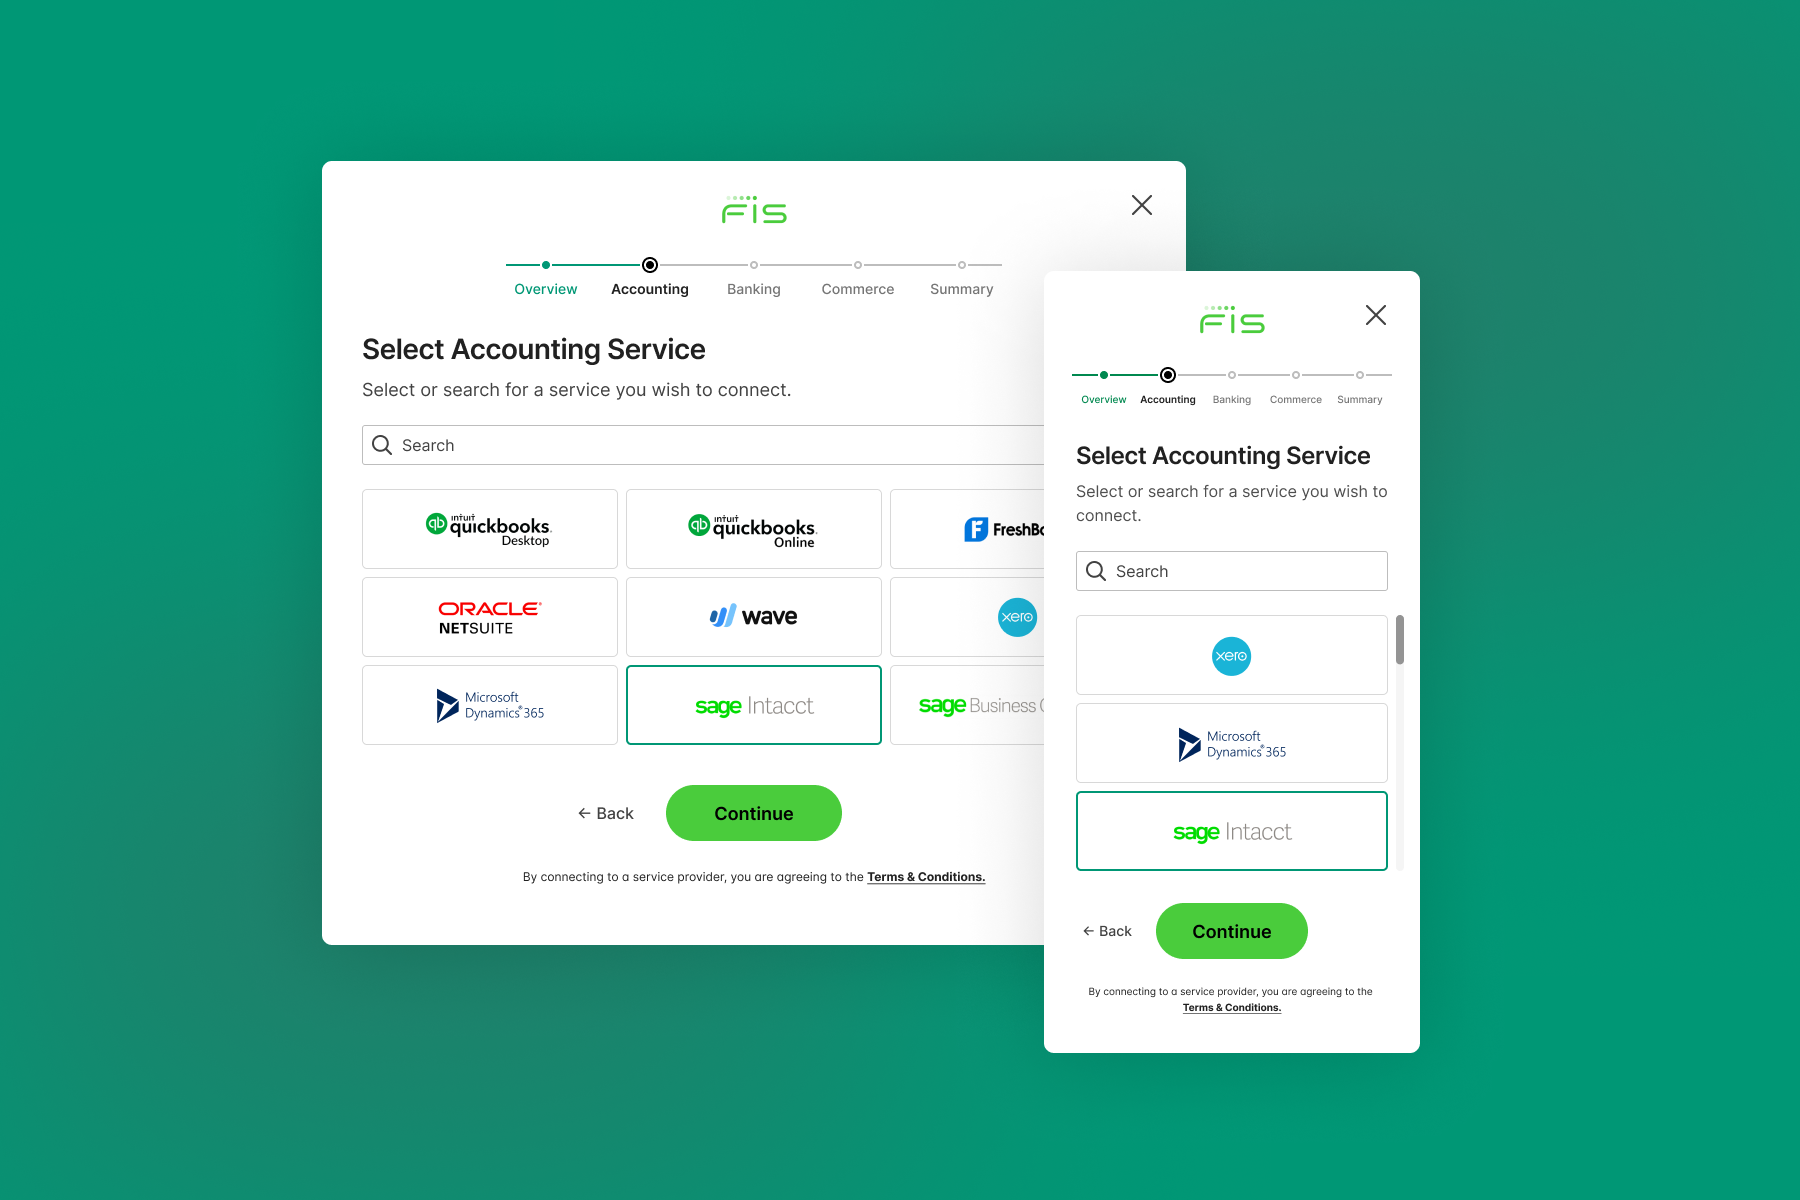 FIS
Overview
Accounting
Banking
Commerce
Summary
Select Accounting Service
Select or search for a service you wish to connect.
Search
intuit
quickbooks.
Desktop
intuit
quickbooks.
Online
F FreshBo
ORACLE®
NETSUITE
wave
xero
Microsoft
Dynamics® 365
sage Intacct
sage Business
← Back
Continue
By connecting to a service provider, you are agreeing to the Terms & Conditions.
FIS
Overview
Accounting
Banking
Commerce
Summary
Select Accounting Service
Select or search for a service you wish to
connect.
Search
xero
Microsoft
Dynamics® 365
sage Intacct
← Back
Continue
By connecting to a service provider, you are agreeing to the
Terms & Conditions.